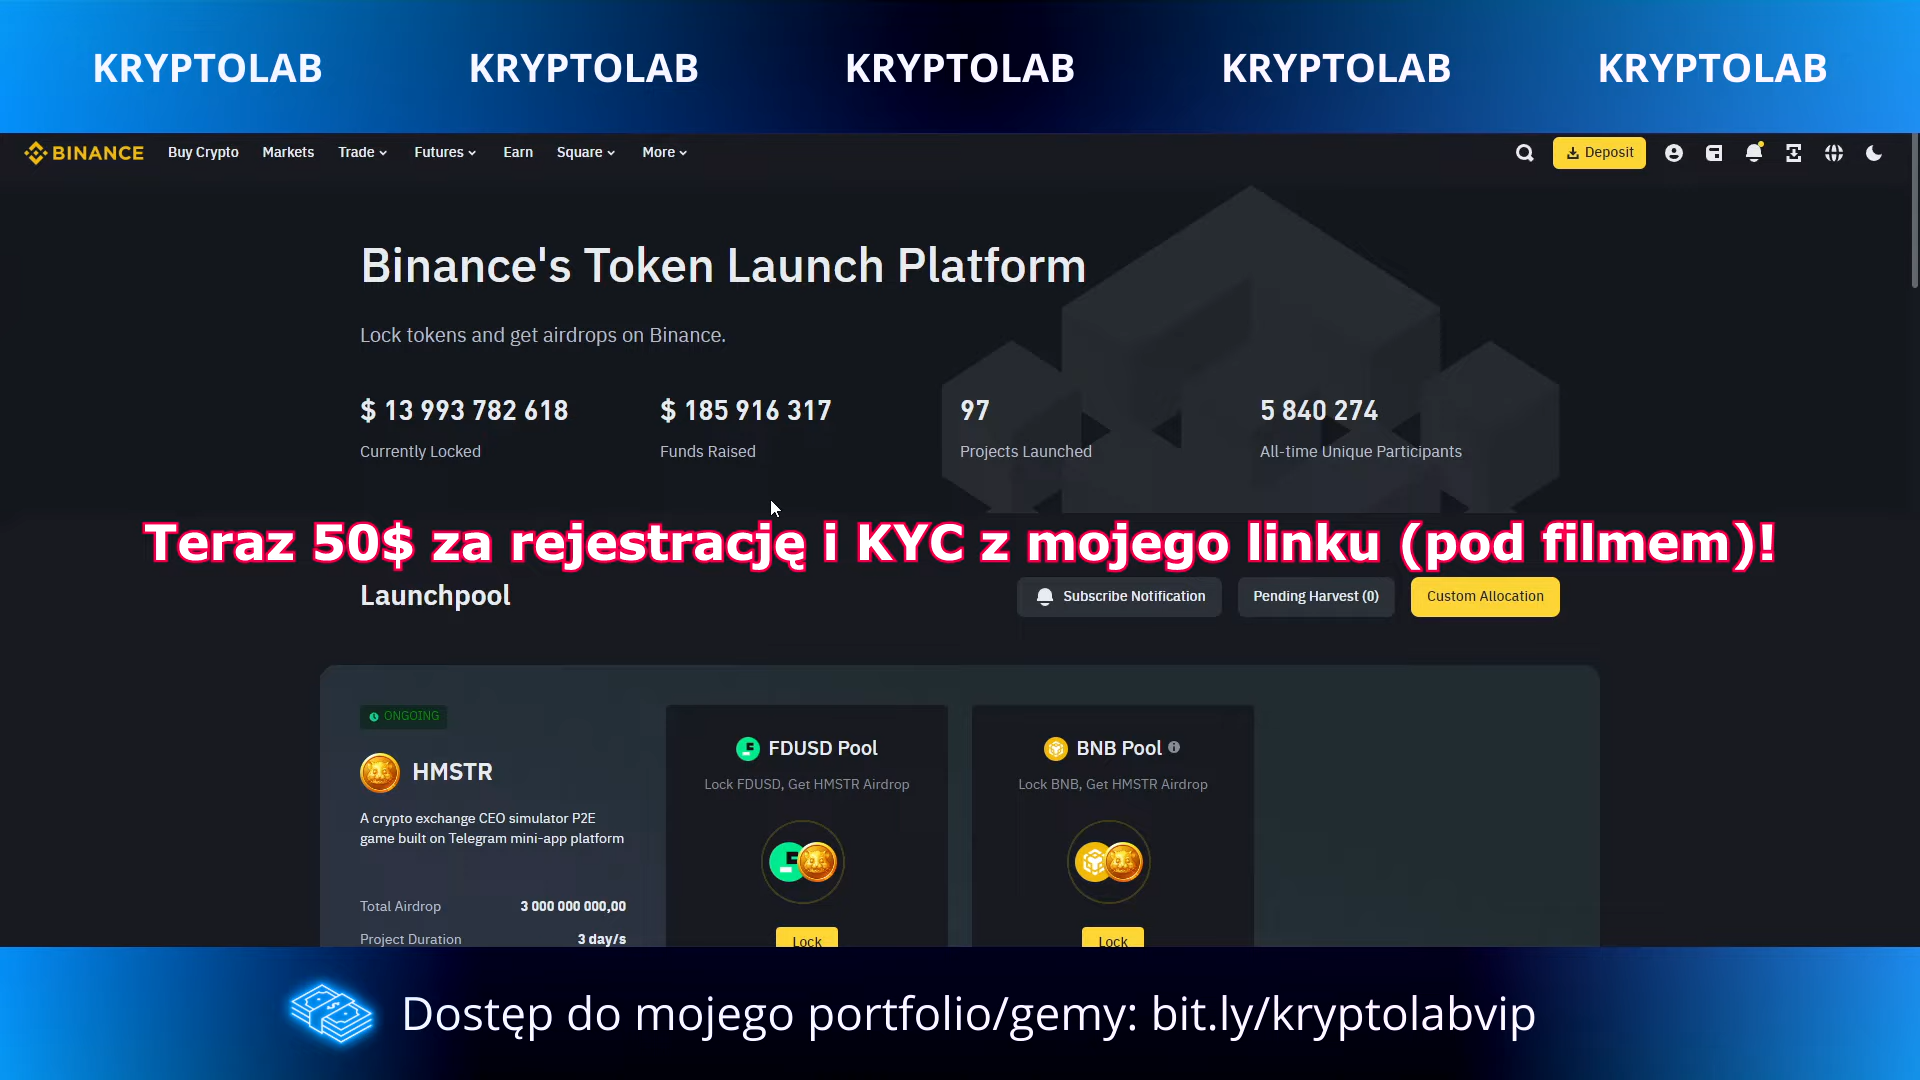 KRYPTOLAB KRYPTOLAB KRYPTOLAB KRYPTOLAB KRYPTOLAB
BINANCE Buy Crypto Markets Trade Futures Earn Square More Deposit
Binance's Token Launch Platform
Lock tokens and get airdrops on Binance.
$ 13 993 782 618 $ 185 916 317 97 5 840 274
Currently Locked Funds Raised Projects Launched All-time Unique Participants
Teraz 50$ za rejestrację i KYC z mojego linku (pod filmem)!
Launchpool Subscribe Notification Pending Harvest (0) Custom Allocation
ONGOING
HMSTR
A crypto exchange CEO simulator P2E
game built on Telegram mini-app platform
Total Airdrop 3 000 000 000,00
Project Duration 3 day/s
FDUSD Pool
Lock FDUSD, Get HMSTR Airdrop
Lock
BNB Pool
Lock BNB, Get HMSTR Airdrop
Lock
Dostęp do mojego portfolio/gemy: bit.ly/kryptolabvip